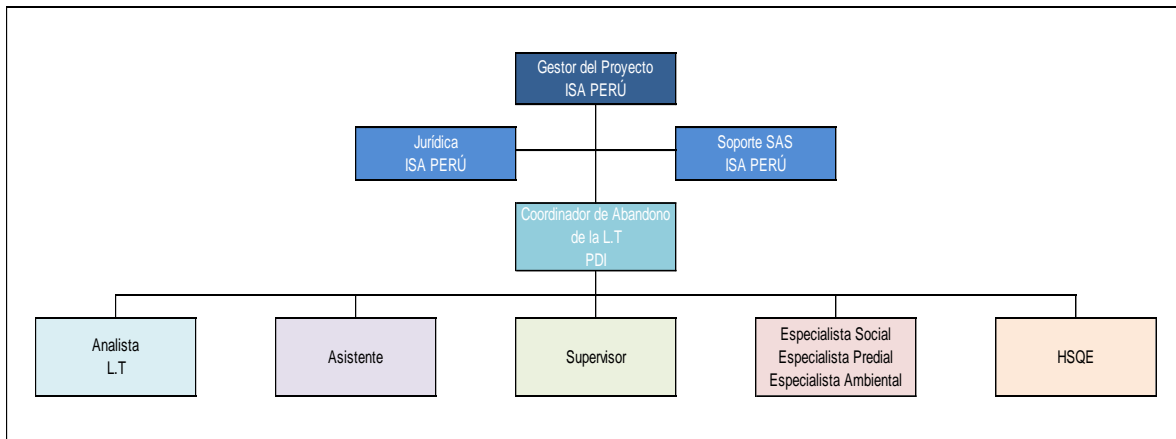 Gestor del Proyecto
ISA PERÚ
Jurídica
ISA PERÚ
Soporte SAS
ISA PERÚ
Coordinador de Abandono
de la L.T
PDI
Analista
L.T
Asistente
Supervisor
Especialista Social
Especialista Predial
Especialista Ambiental
HSQE